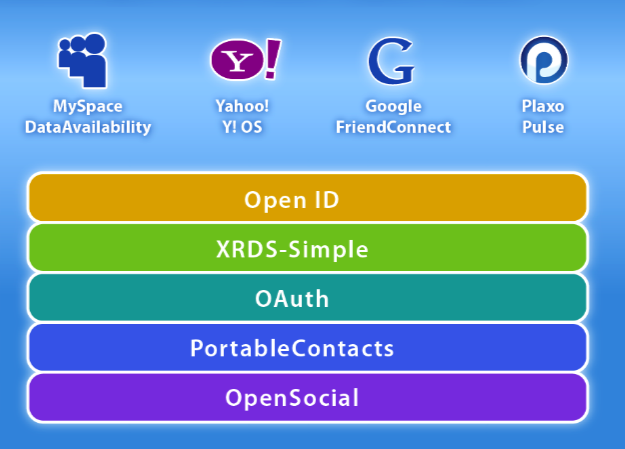 MySpace
DataAvailability
Yahoo!
Y! OS
Google
FriendConnect
Plaxo
Pulse
Open ID
XRDS-Simple
OAuth
PortableContacts
OpenSocial